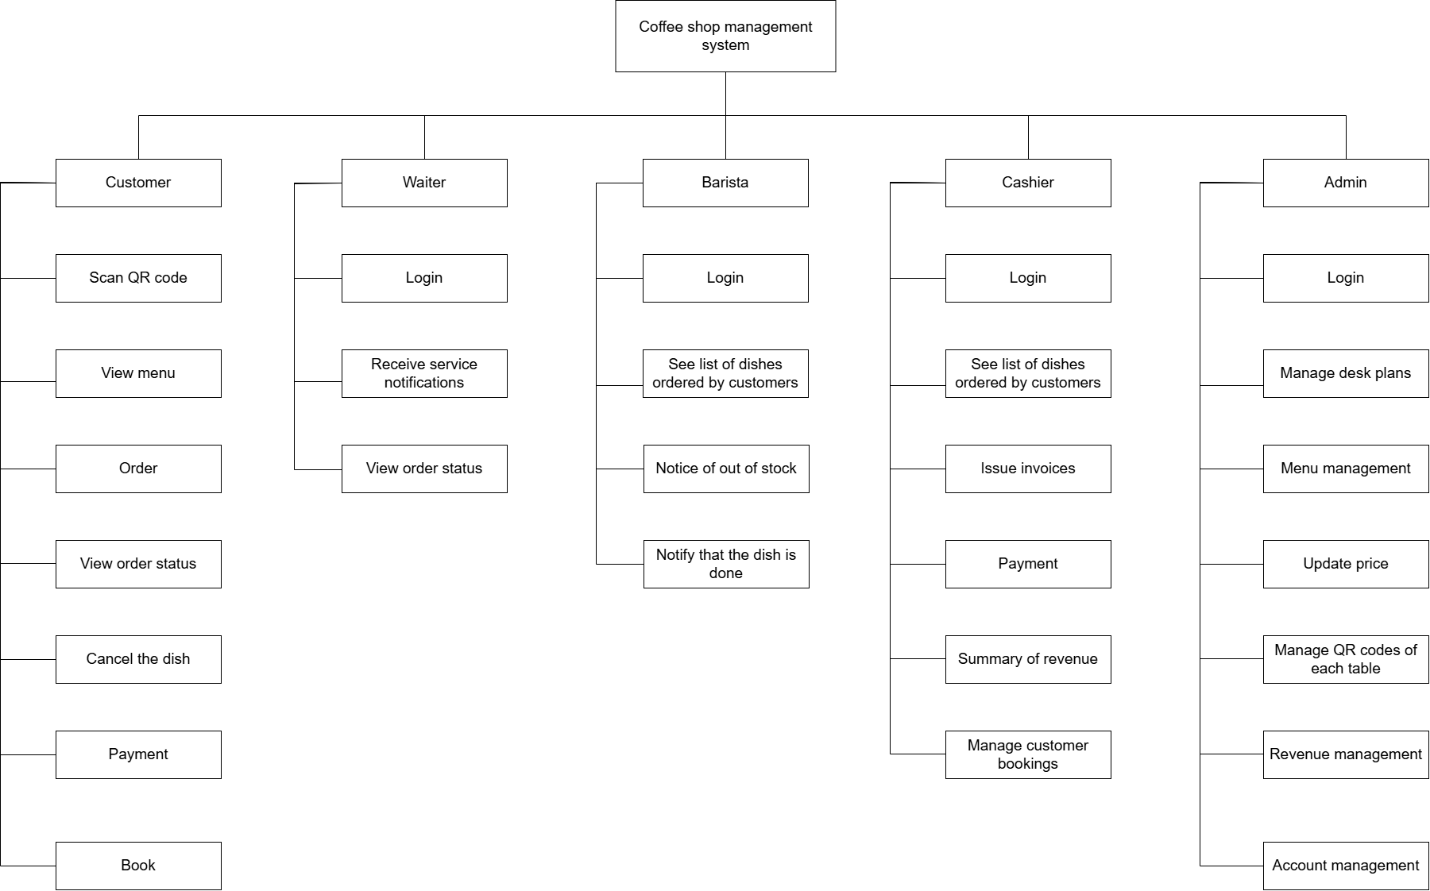 Coffee shop management
system
Customer
Scan QR code
View menu
Order
View order status
Cancel the dish
Payment
Book
Waiter
Login
Receive service
notifications
View order status
Barista
Login
See list of dishes
ordered by customers
Notice of out of stock
Notify that the dish is
done
Cashier
Login
See list of dishes
ordered by customers
Issue invoices
Payment
Summary of revenue
Manage customer
bookings
Admin
Login
Manage desk plans
Menu management
Update price
Manage QR codes of
each table
Revenue management
Account management